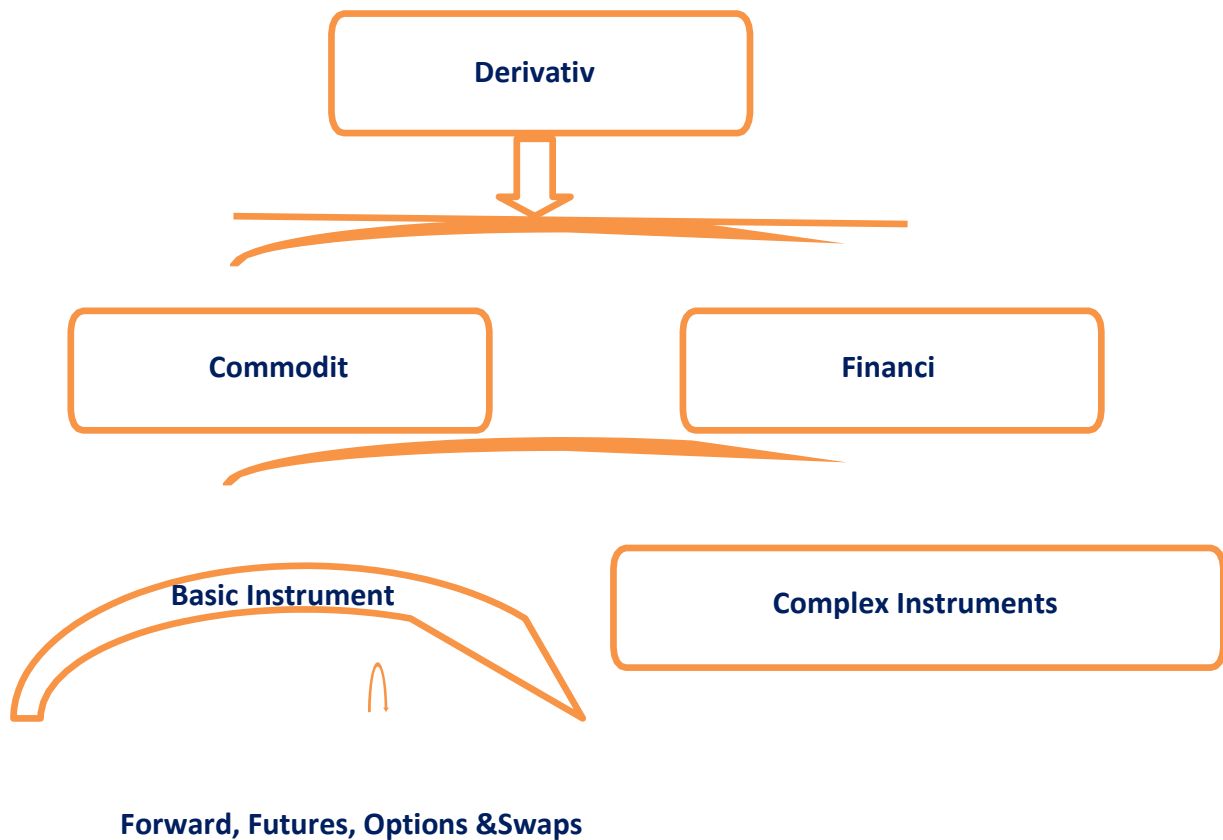 Derivativ
Commodit
Financi
Basic Instrument
Complex Instruments
Forward, Futures, Options &Swaps